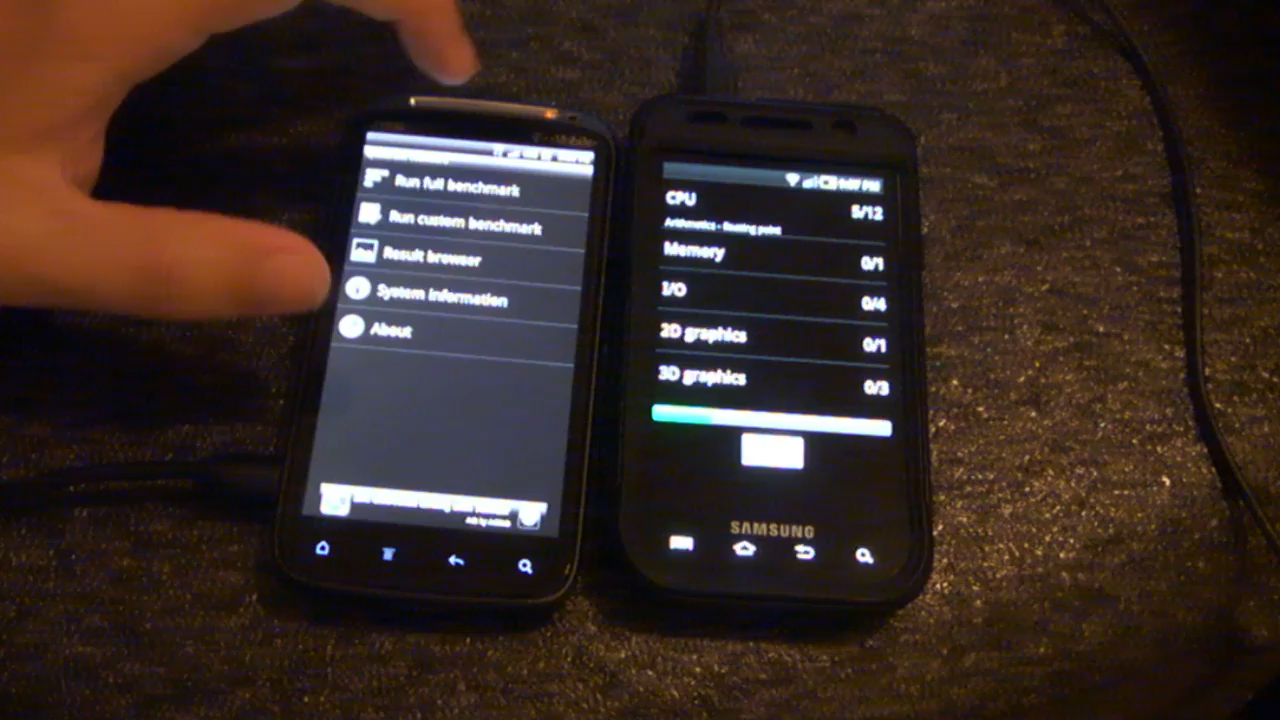 Run full benchmark
Run custom benchmark
Result browser
System information
About
CPU
5/12
Arithmetics - floating point
Memory
0/1
I/O
0/4
2D graphics
0/1
3D graphics
0/3
SAMSUNG